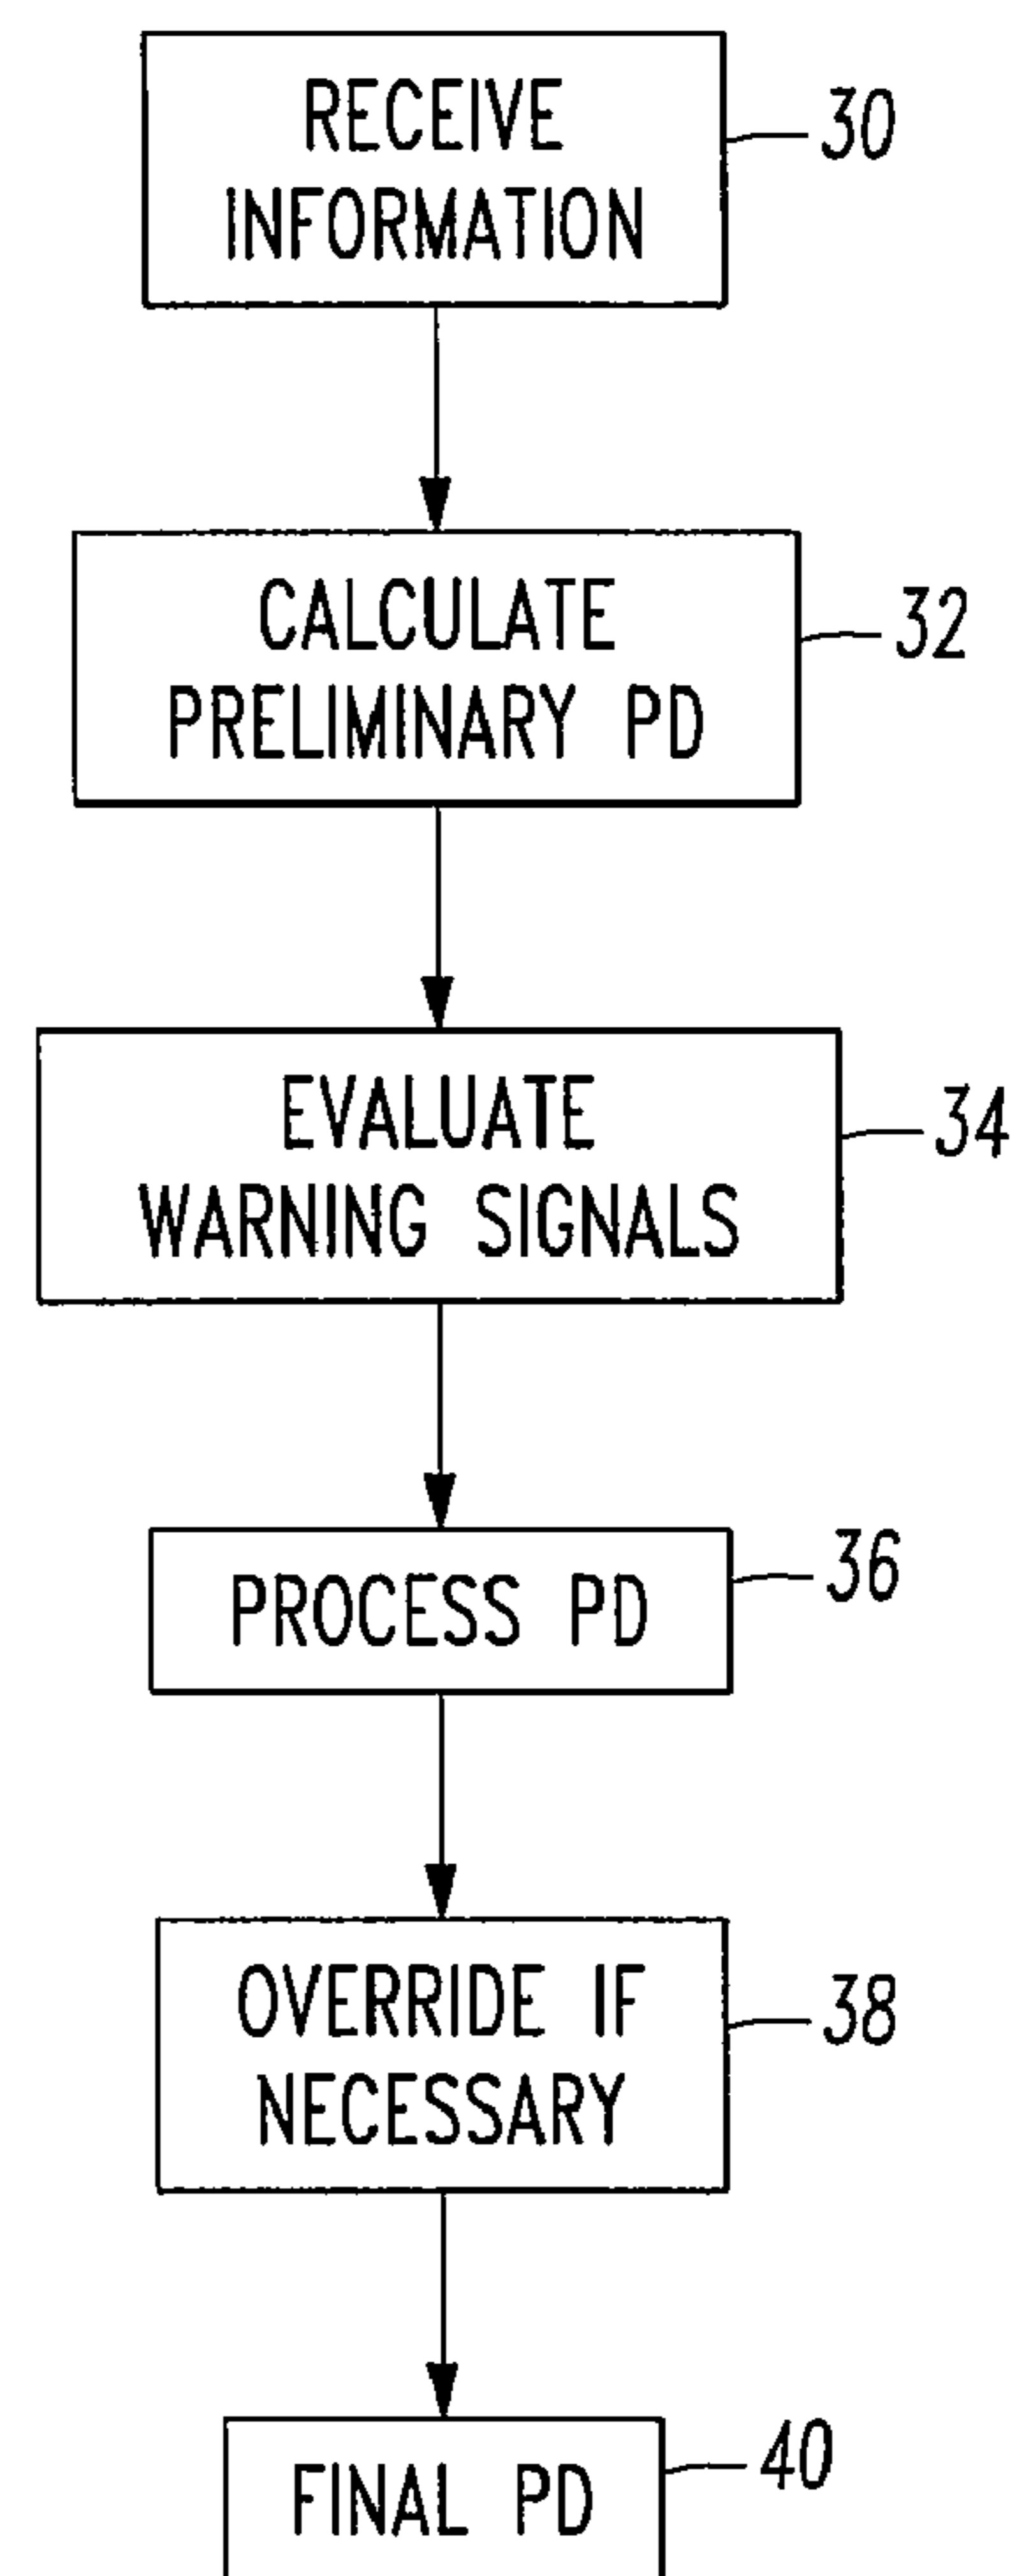 RECEIVE
INFORMATION
30
CALCULATE
PRELIMINARY PD
32
EVALUATE
WARNING SIGNALS
34
PROCESS PD
36
OVERRIDE IF
NECESSARY
38
FINAL PD
40